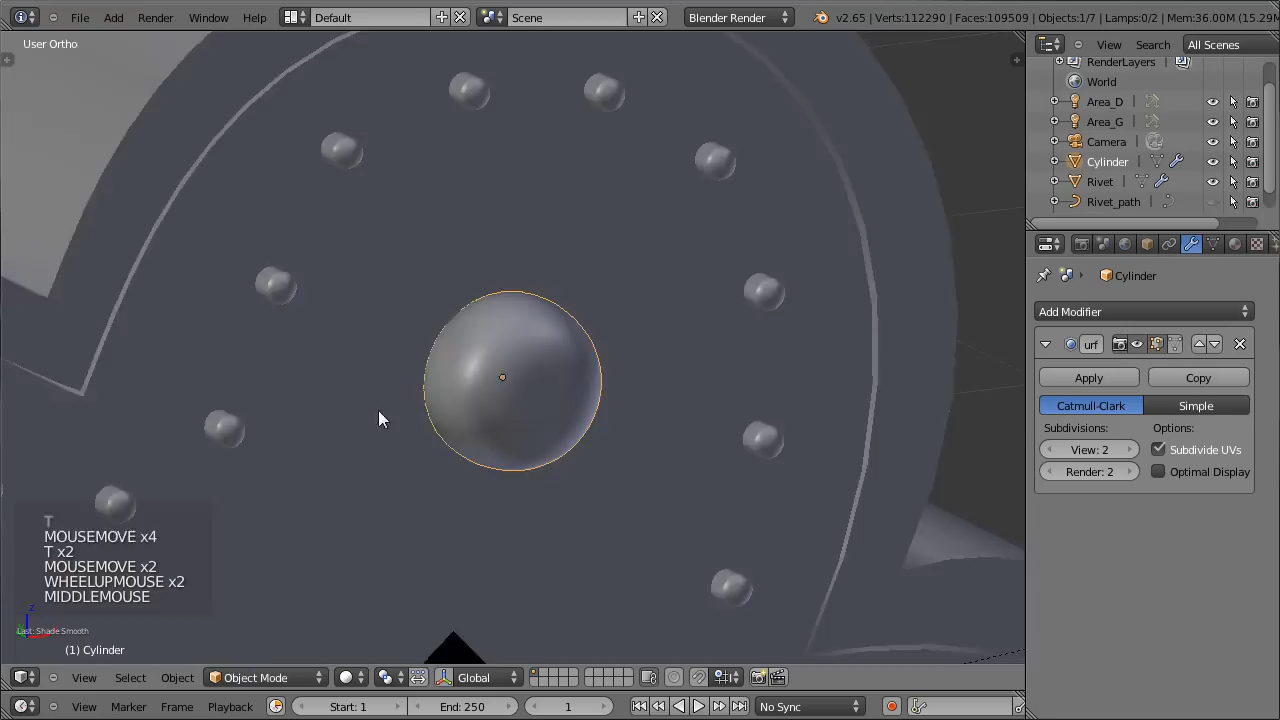 File Add Render Window Help Default Scene Blender Render v2.65 | Verts:112290 | Faces:109509 | Objects:1/7 | Lamps:0/2 | Mem:36.00M (15.29M
User Ortho
View Search All Scenes
RenderLayers
World
Area_D
Area_G
Camera
Cylinder
Rivet
Rivet_path
Cylinder
Add Modifier
urf
Apply Copy
Catmull-Clark Simple
Subdivisions: Options:
View: 2 Subdivide UVs
Render: 2 Optimal Display
T
MOUSEMOVE x4
T x2
MOUSEMOVE x2
WHEELUPMOUSE x2
MIDDLEMOUSE
z
Last: Shade Smooth
(1) Cylinder
View Select Object Object Mode Global
View Marker Frame Playback Start: 1 End: 250 1 No Sync